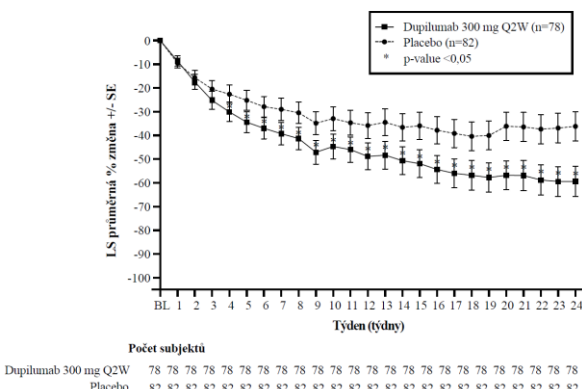 Dupilumab 300 mg Q2W (n=78)
Placebo (n=82)
* p-value <0,05
LS průměrná % změna +/- SE
0
-10
-20
-30
-40
-50
-60
-70
-80
-90
-100
BL 1 2 3 4 5 6 7 8 9 10 11 12 13 14 15 16 17 18 19 20 21 22 23 24
Týden (týdny)
Počet subjektů
Dupilumab 300 mg Q2W 78 78 78 78 78 78 78 78 78 78 78 78 78 78 78 78 78 78 78 78 78 78 78 78 78
Placebo 82 82 82 82 82 82 82 82 82 82 82 82 82 82 82 82 82 82 82 82 82 82 82 82 82